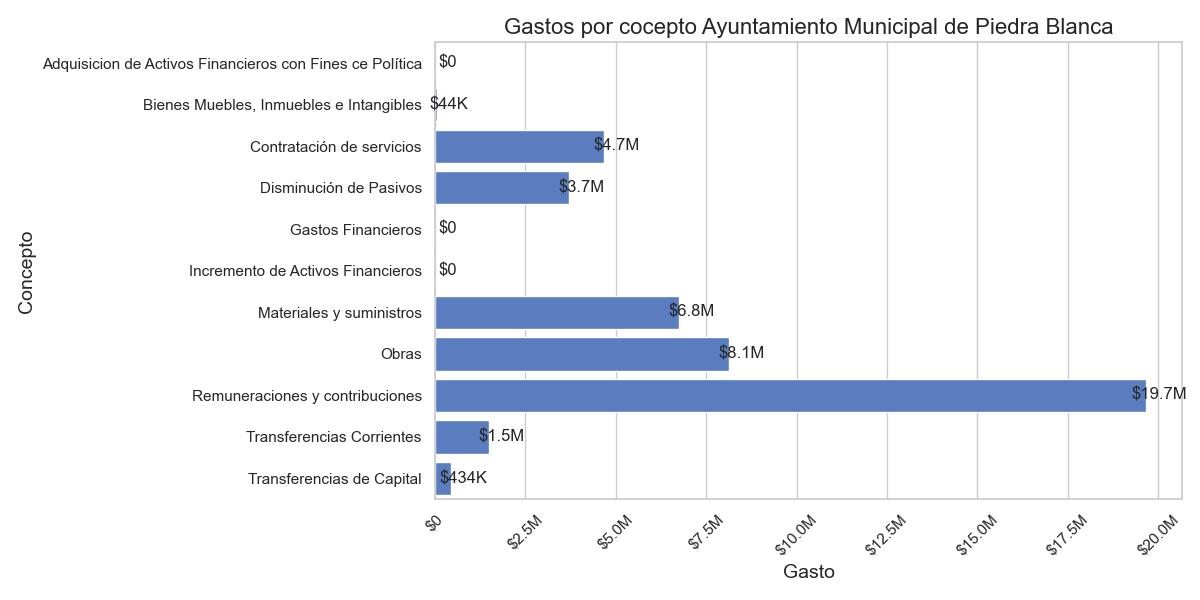 Gastos por cocepto Ayuntamiento Municipal de Piedra Blanca
Concepto
Adquisicion de Activos Financieros con Fines ce Política $0
Bienes Muebles, Inmuebles e Intangibles $44K
Contratación de servicios $4.7M
Disminución de Pasivos $3.7M
Gastos Financieros $0
Incremento de Activos Financieros $0
Materiales y suministros $6.8M
Obras $8.1M
Remuneraciones y contribuciones $19.7M
Transferencias Corrientes $1.5M
Transferencias de Capital $434K
$0 $2.5M $5.0M $7.5M $10.0M $12.5M $15.0M $17.5M $20.0M
Gasto